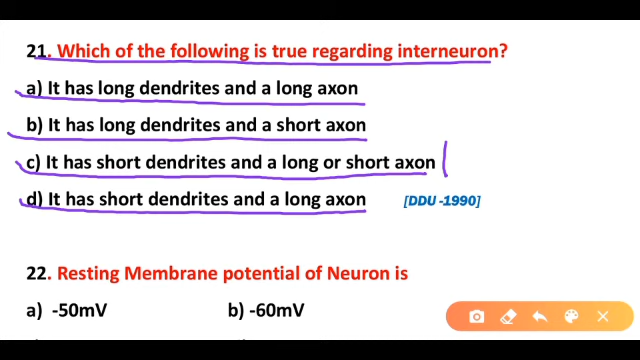 21. Which of the following is true regarding interneuron?
a) It has long dendrites and a long axon
b) It has long dendrites and a short axon
c) It has short dendrites and a long or short axon
d) It has short dendrites and a long axon [DDU -1990]
22. Resting Membrane potential of Neuron is
a) -50mV b) -60mV